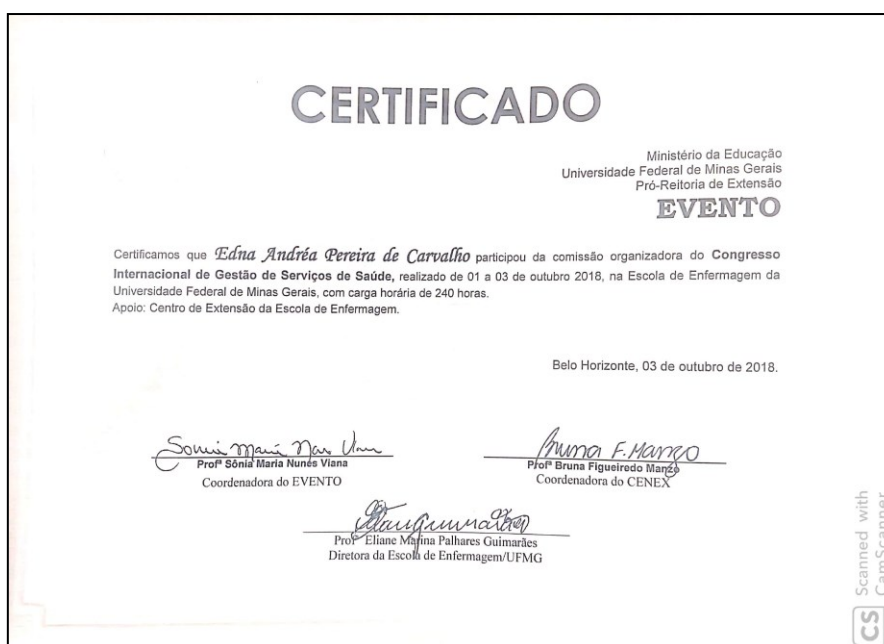 CERTIFICADO
Ministério da Educação
Universidade Federal de Minas Gerais
Pró-Reitoria de Extensão
EVENTO
Certificamos que Edna Andréa Pereira de Carvalho participou da comissão organizadora do Congresso
Internacional de Gestão de Serviços de Saúde, realizado de 01 a 03 de outubro 2018, na Escola de Enfermagem da
Universidade Federal de Minas Gerais, com carga horária de 240 horas.
Apoio: Centro de Extensão da Escola de Enfermagem.
Belo Horizonte, 03 de outubro de 2018.
Profª Sônia Maria Nunes Viana
Coordenadora do EVENTO
Bruna F. Manzo
Profª Bruna Figueiredo Manzo
Coordenadora do CENEX
Profª Eliane Marina Palhares Guimarães
Diretora da Escola de Enfermagem/UFMG
CS Scanned with
CamScanner